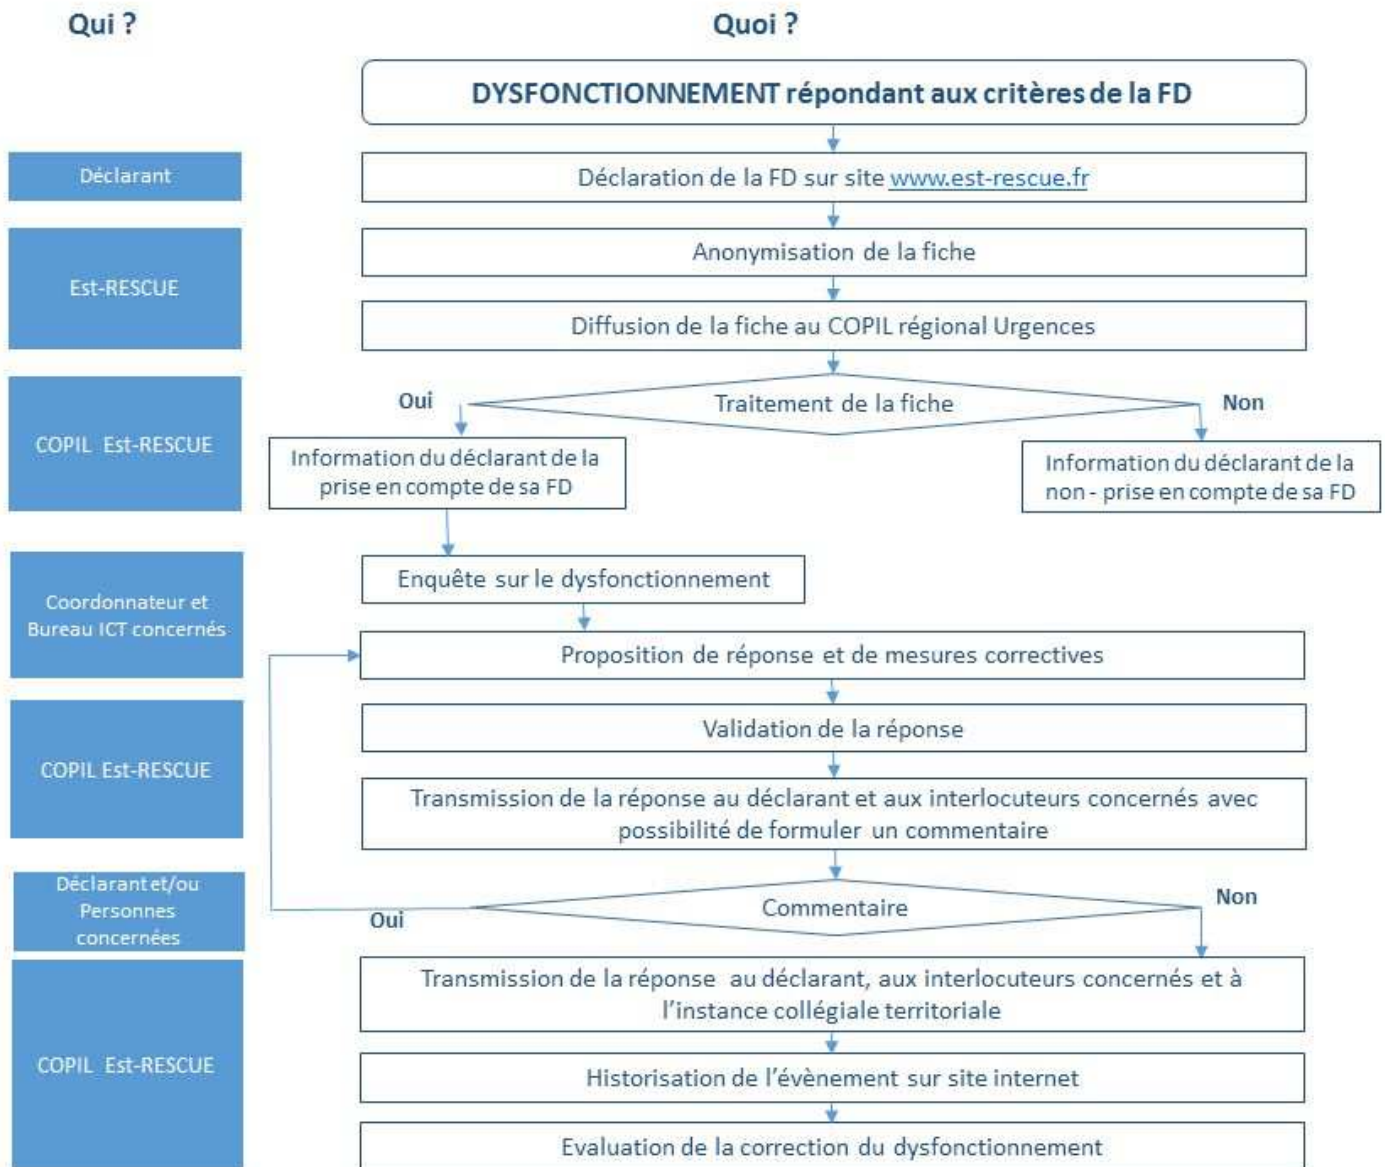 Qui ?
Quoi ?
DYSFONCTIONNEMENT répondant aux critères de la FD
Déclarant
Déclaration de la FD sur site www.est-rescue.fr
Est-RESCUE
Anonymisation de la fiche
Diffusion de la fiche au COPIL régional Urgences
COPIL Est-RESCUE
Oui
Traitement de la fiche
Non
Information du déclarant de la
prise en compte de sa FD
Information du déclarant de la
non - prise en compte de sa FD
Coordonnateur et
Bureau ICT concernés
Enquête sur le dysfonctionnement
Proposition de réponse et de mesures correctives
COPIL Est-RESCUE
Validation de la réponse
Transmission de la réponse au déclarant et aux interlocuteurs concernés avec
possibilité de formuler un commentaire
Déclarant et/ou
Personnes
concernées
Oui
Commentaire
Non
COPIL Est-RESCUE
Transmission de la réponse au déclarant, aux interlocuteurs concernés et à
l'instance collégiale territoriale
Historisation de l'évènement sur site internet
Evaluation de la correction du dysfonctionnement